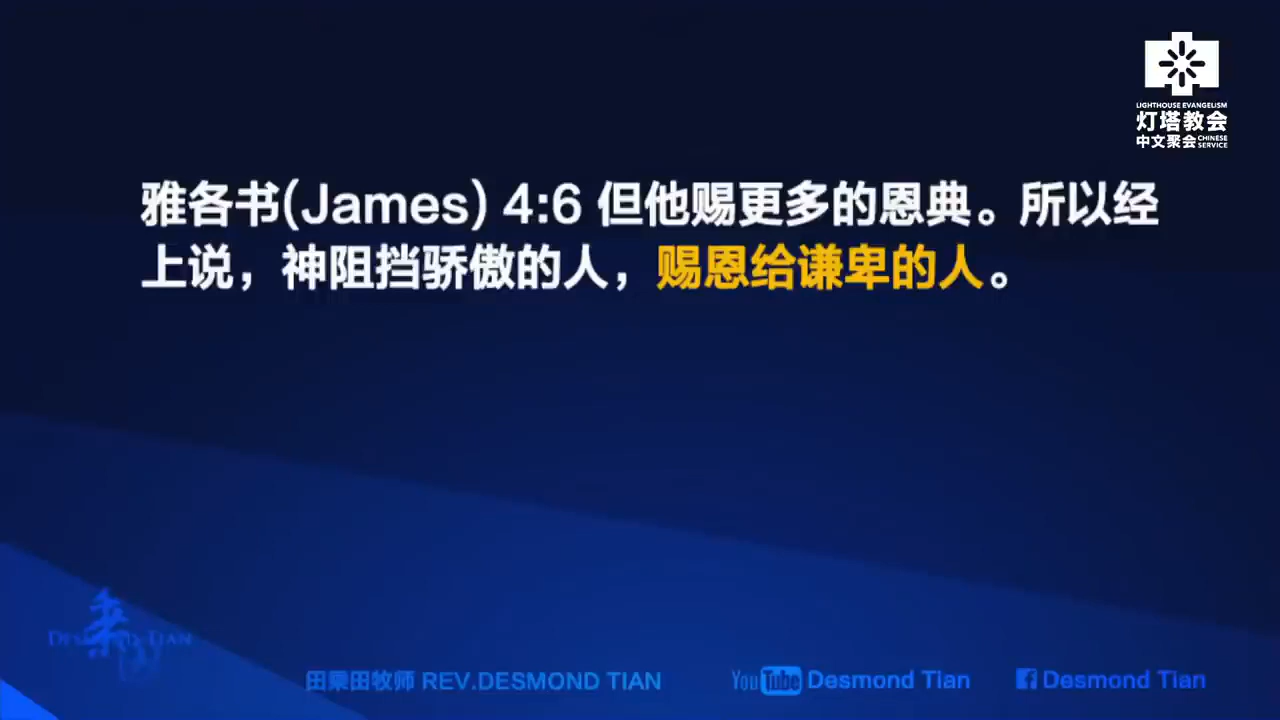 LIGHTHOUSE EVANGELISM
灯塔教会
中文聚会 CHINESE SERVICE
雅各书(James) 4:6 但他赐更多的恩典。所以经
上说，神阻挡骄傲的人，赐恩给谦卑的人。
DESMOND TIAN
田乘田牧师 REV.DESMOND TIAN
YouTube Desmond Tian
Desmond Tian